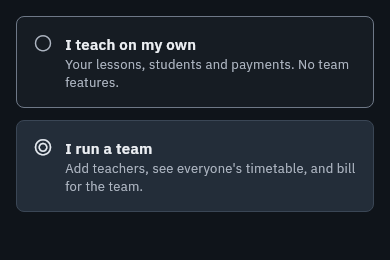 I teach on my own
Your lessons, students and payments. No team
features.
I run a team
Add teachers, see everyone's timetable, and bill
for the team.